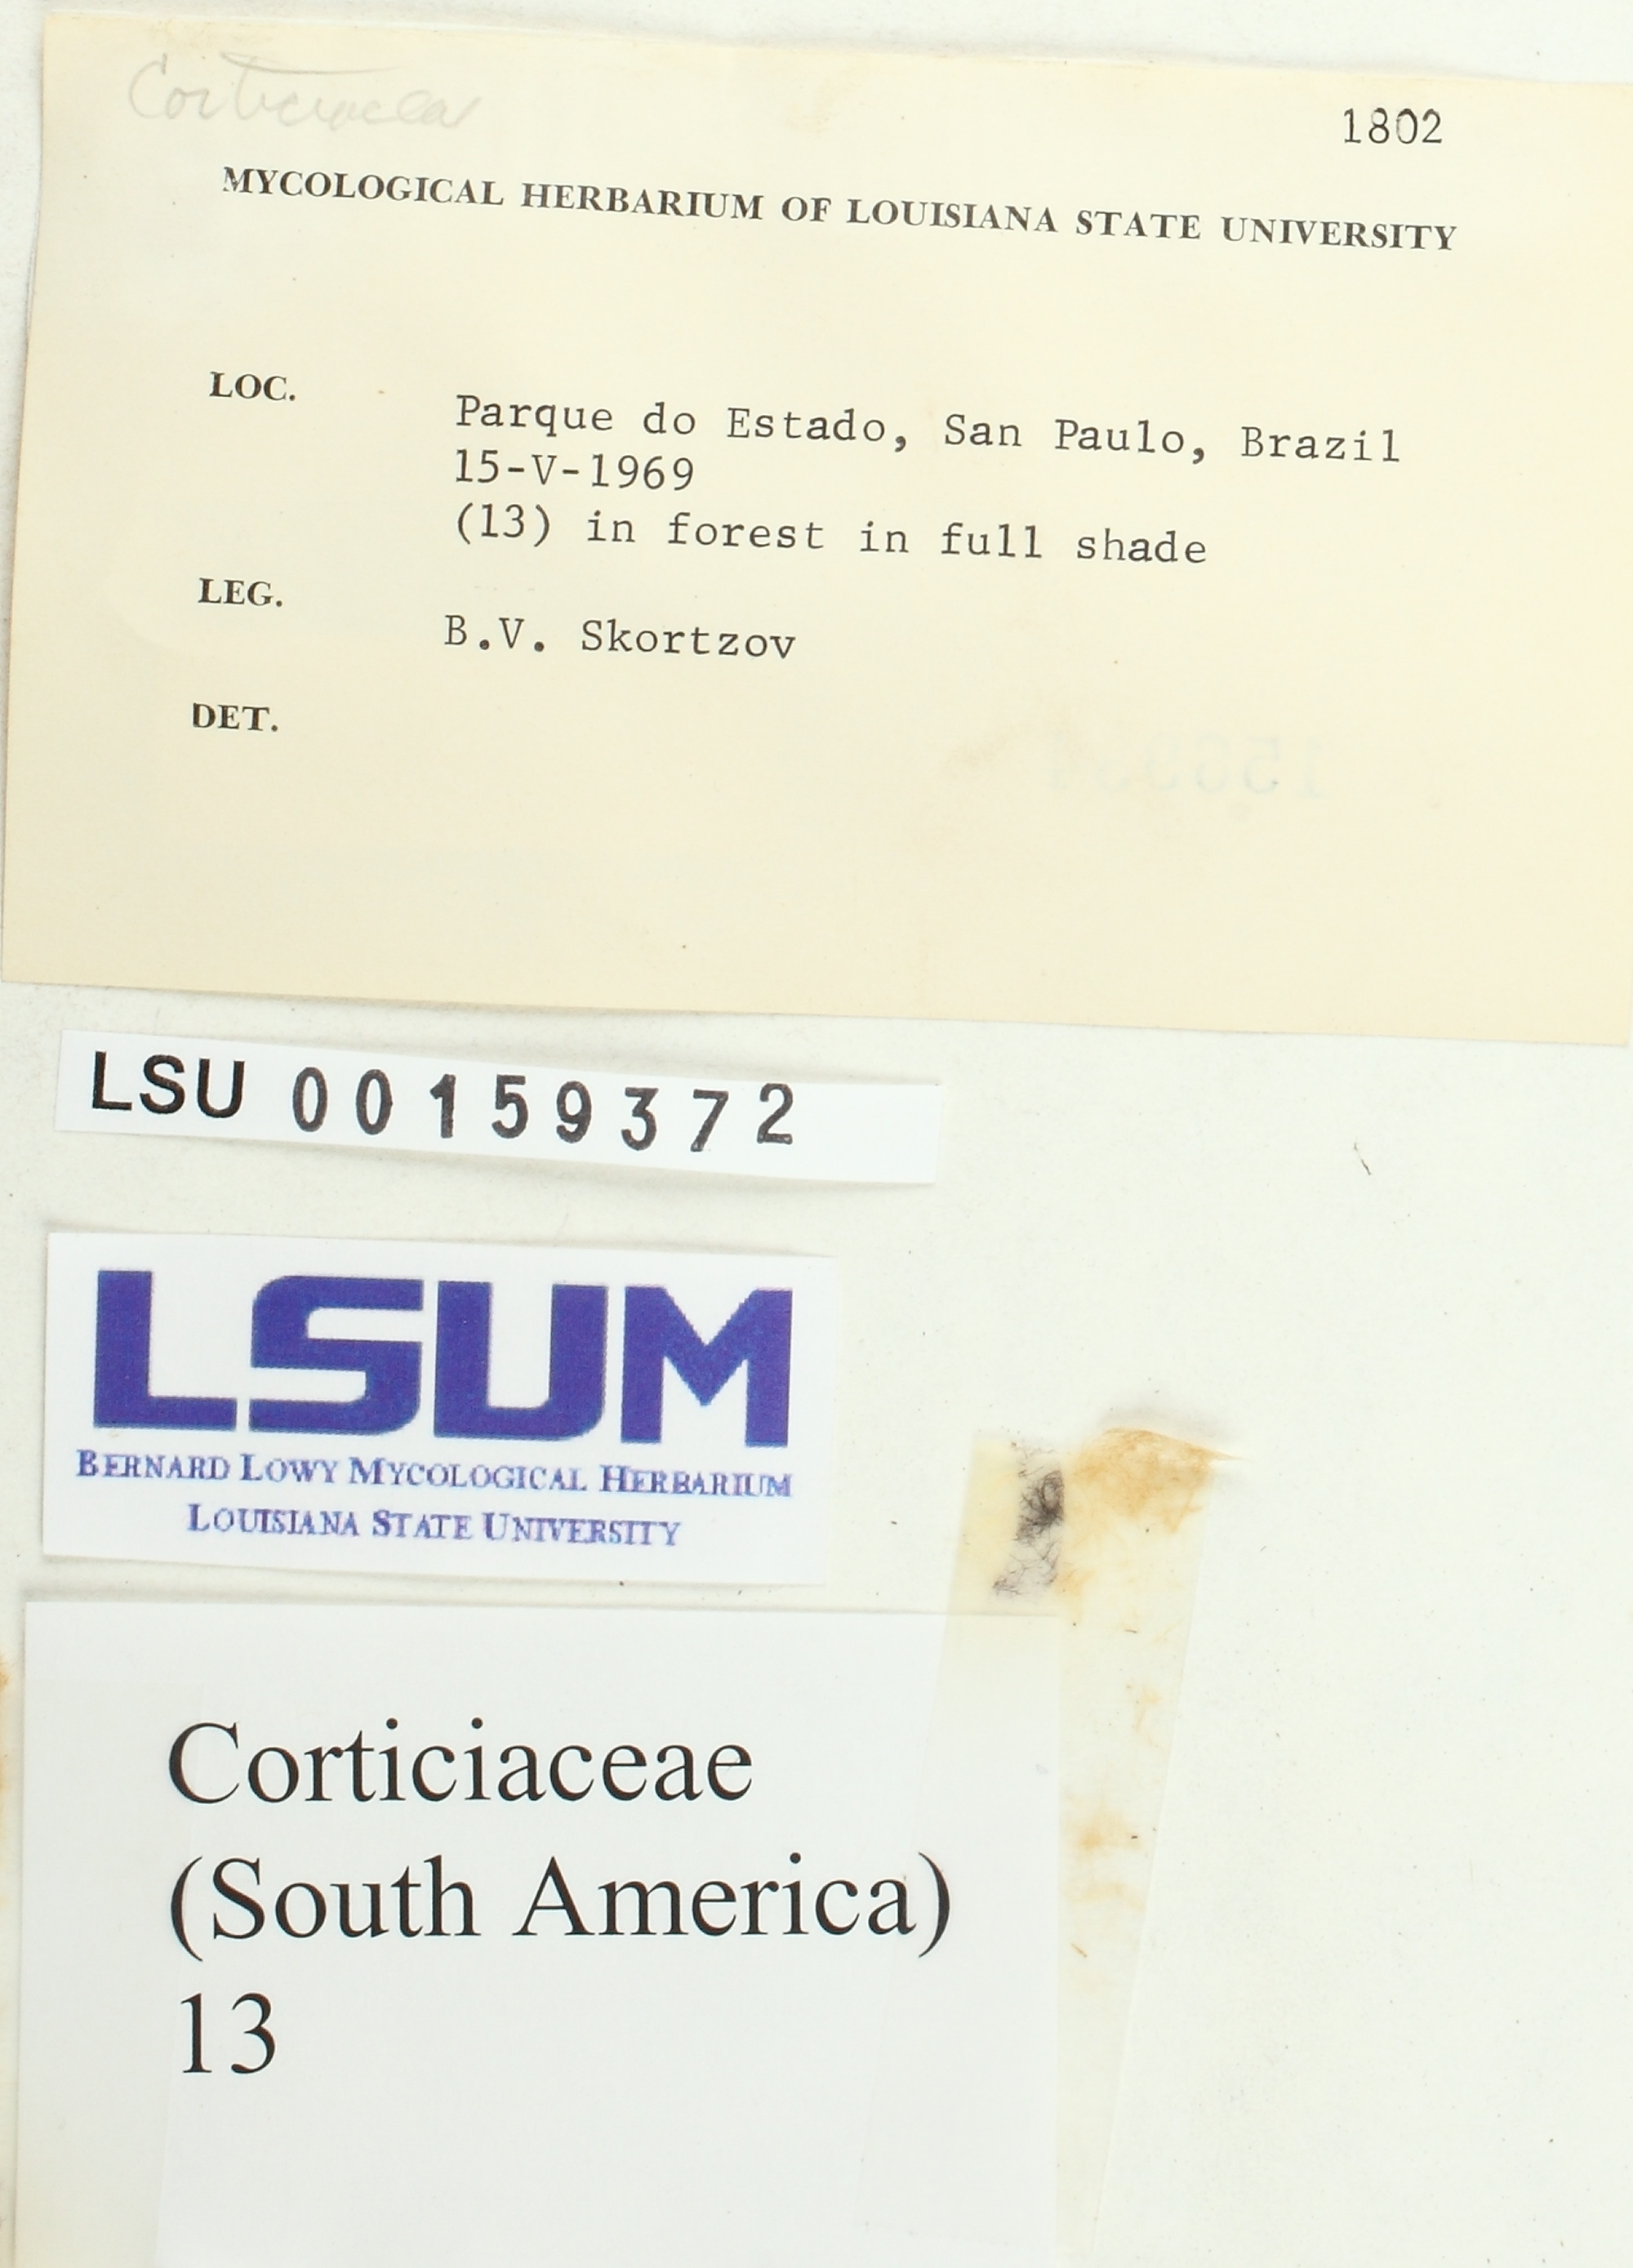 1802
MYCOLOGICAL HERBARIUM OF LOUISIANA STATE UNIVERSITY
LOC.
Parque do Estado, San Paulo, Brazil
15-V-1969
(13) in forest in full shade
LEG.
B.V. Skortzov
DET.
LSU 00159372
LSUM
BERNARD LOWY MYCOLOGICAL HERBARIUM
LOUISIANA STATE UNIVERSITY
Corticiaceae
(South America)
13